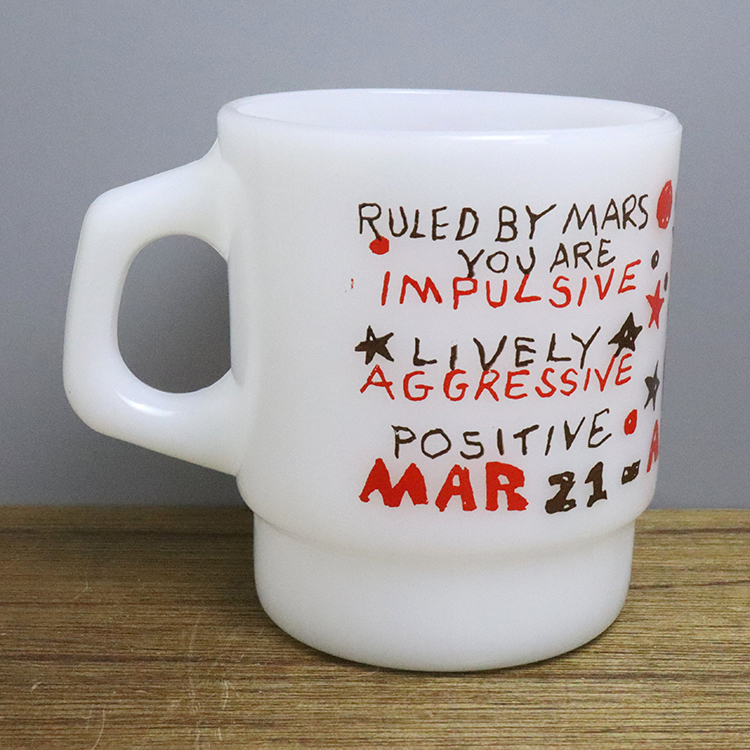 RULED BY MARS
YOU ARE
IMPULSIVE
LIVELY
AGGRESSIVE
POSITIVE
MAR 21-